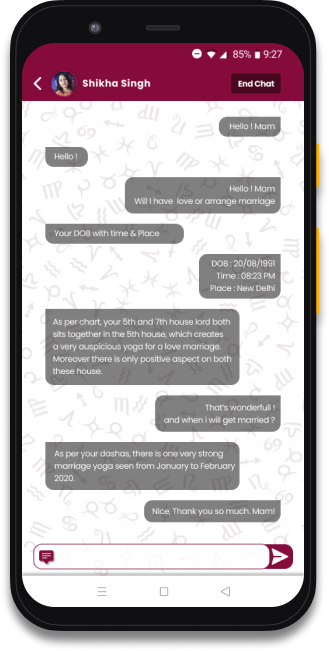 85% 9:27
Shikha Singh
End Chat
Hello ! Mam
Hello !
Hello ! Mam
Will I have love or arrange marriage
Your DOB with time & Place
DOB : 20/08/1991
Time : 08:23 PM
Place : New Delhi
As per chart, your 5th and 7th house lord both
sits together in the 5th house, which creates
a very auspicious yoga for a love marriage.
Moreover there is only positive aspect on both
these house.
That's wonderfull !
and when i will get married ?
As per your dashas, there is one very strong
marriage yoga seen from January to February
2020.
Nice, Thank you so much. Mam!